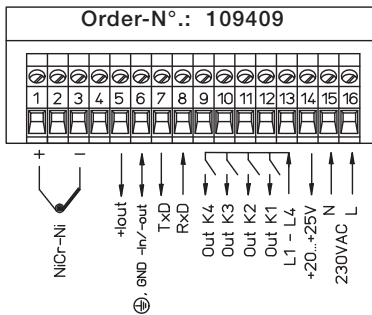 Order-N°.: 109409
1 2 3 4 5 6 7 8 9 10 11 12 13 14 15 16
+ –
NiCr-Ni
+Iout
, GND -In/-out
TxD
RxD
Out K4
Out K3
Out K2
Out K1
L1 - L4
+20...+25V
N
230VAC
L